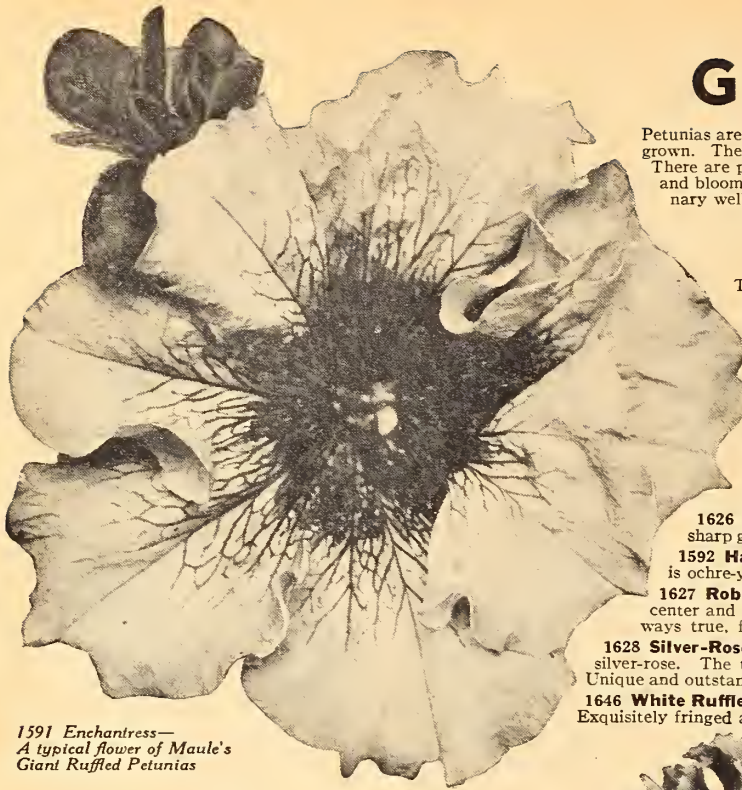 G
Petunias are
grown. The
There are p
and bloom
nary wel
T
1626
sharp g
1592 Ha
is ochre-y
1627 Rob
center and
ways true, f
1628 Silver-Rose
silver-rose. The
Unique and outstan
1646 White Ruffle
Exquisitely fringed a
1591 Enchantress—
A typical flower of Maule's
Giant Ruffled Petunias